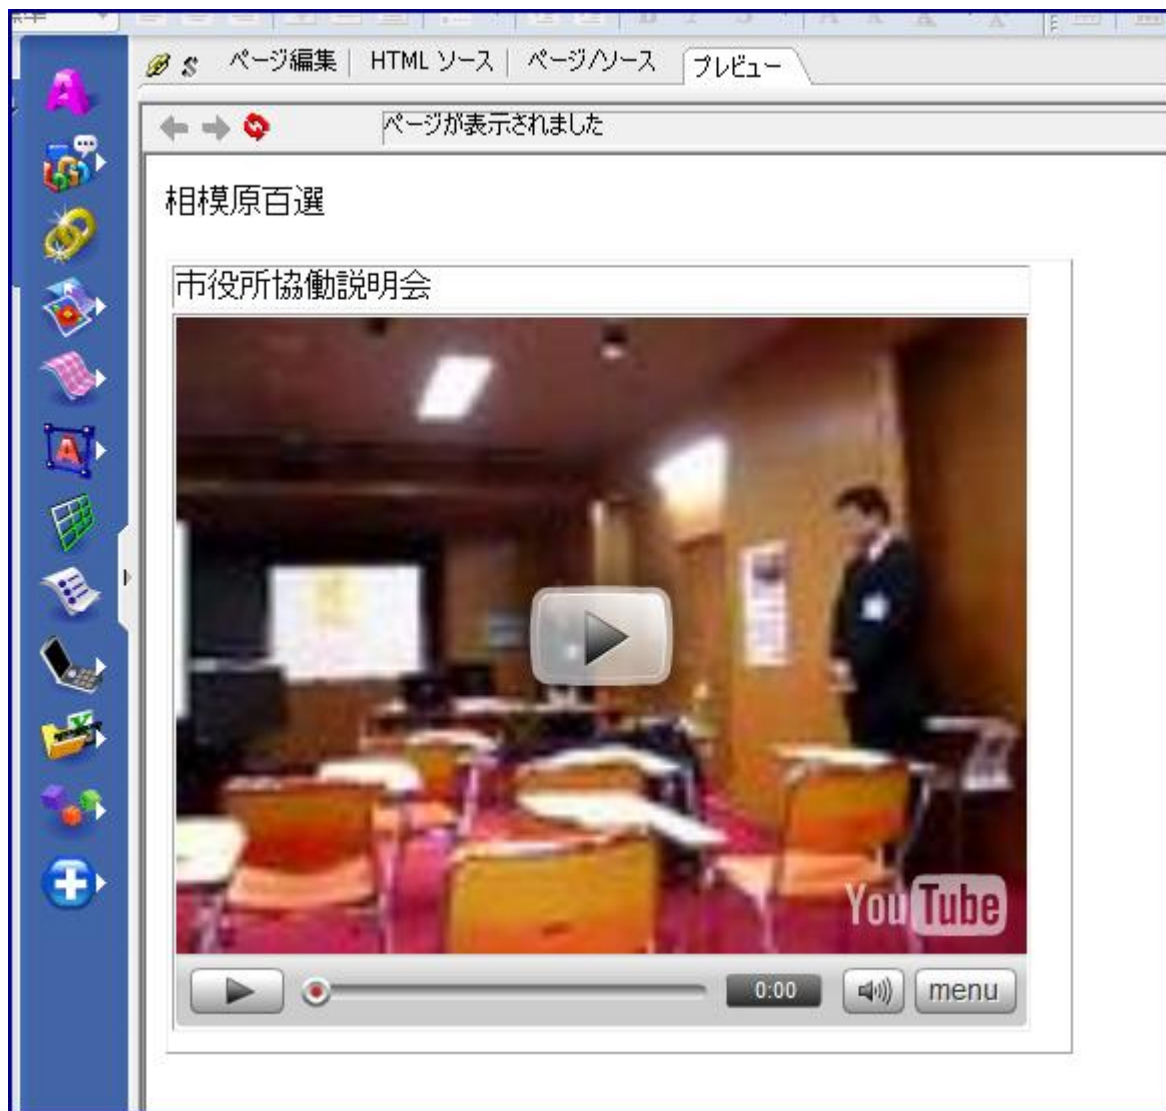 ページ編集 | HTML ソース | ページ/ソース プレビュー
ページが表示されました
相模原百選
市役所協働説明会
YouTube
0:00 menu